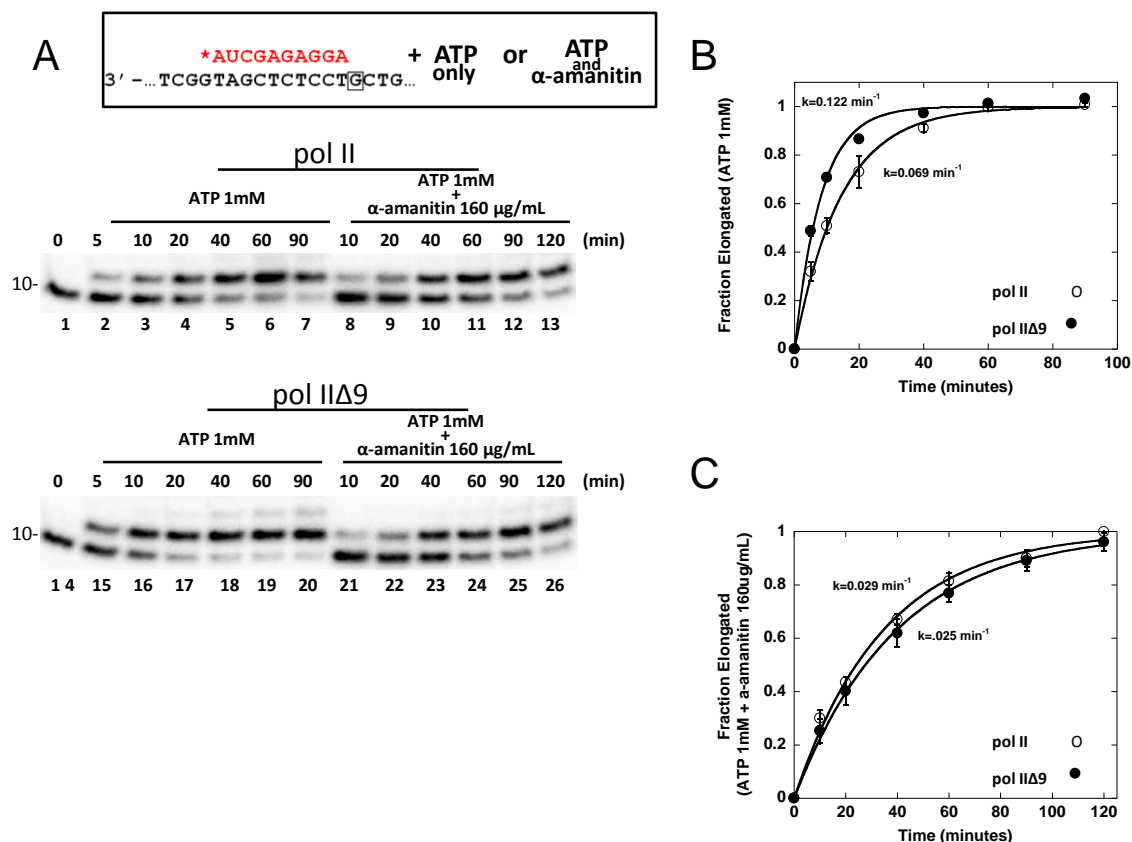 A
*AUCGAGAGGA + ATP only or ATP and α-amanitin
3'-…TCGGTAGCTCTCCTGCTG…
pol II
ATP 1mM
ATP 1mM + α-amanitin 160 µg/mL
0 5 10 20 40 60 90 10 20 40 60 90 120 (min)
10-
1 2 3 4 5 6 7 8 9 10 11 12 13
pol IIΔ9
ATP 1mM
ATP 1mM + α-amanitin 160 µg/mL
0 5 10 20 40 60 90 10 20 40 60 90 120 (min)
10-
1 4 15 16 17 18 19 20 21 22 23 24 25 26
B
Fraction Elongated (ATP 1mM)
1
0.8
0.6
0.4
0.2
0
k=0.122 min-1
k=0.069 min-1
pol II
pol IIΔ9
0 20 40 60 80 100
Time (minutes)
C
Fraction Elongated
(ATP 1mM + a-amanitin 160ug/mL)
1
0.8
0.6
0.4
0.2
0
k=0.029 min-1
k=.025 min-1
pol II
pol IIΔ9
0 20 40 60 80 100 120
Time (minutes)